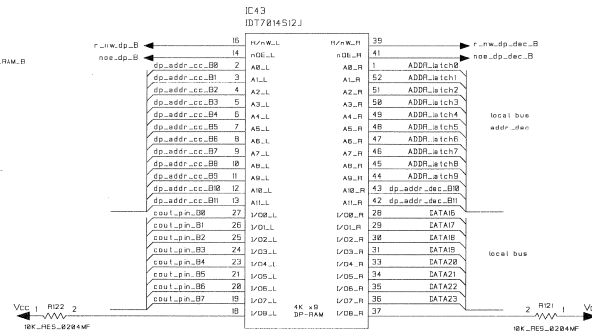 IC43
IDT7014S12J
r_nw_dp_B 16 R/nW_L R/nW_R 39 r_nw_dp_dec_B
noe_dp_B 14 nOE_L nOE_R 41 noe_dp_dec_B
_RAM_B
dp_addr_cc_B0 2 A0_L A0_R 1 ADDR_latch0
dp_addr_cc_B1 3 A1_L A1_R 52 ADDR_latch1
dp_addr_cc_B2 4 A2_L A2_R 51 ADDR_latch2
dp_addr_cc_B3 5 A3_L A3_R 50 ADDR_latch3
dp_addr_cc_B4 6 A4_L A4_R 49 ADDR_latch4 local bus
dp_addr_cc_B5 7 A5_L A5_R 48 ADDR_latch5 addr_dec
dp_addr_cc_B6 8 A6_L A6_R 47 ADDR_latch6
dp_addr_cc_B7 9 A7_L A7_R 46 ADDR_latch7
dp_addr_cc_B8 10 A8_L A8_R 45 ADDR_latch8
dp_addr_cc_B9 11 A9_L A9_R 44 ADDR_latch9
dp_addr_cc_B10 12 A10_L A10_R 43 dp_addr_dec_B10
dp_addr_cc_B11 13 A11_L A11_R 42 dp_addr_dec_B11
cout_pin_B0 27 I/O0_L I/O0_R 28 DATA16
cout_pin_B1 26 I/O1_L I/O1_R 29 DATA17
cout_pin_B2 25 I/O2_L I/O2_R 30 DATA18
cout_pin_B3 24 I/O3_L I/O3_R 31 DATA19 local bus
cout_pin_B4 23 I/O4_L I/O4_R 33 DATA20
cout_pin_B5 21 I/O5_L I/O5_R 34 DATA21
cout_pin_B6 20 I/O6_L I/O6_R 35 DATA22
cout_pin_B7 19 I/O7_L 4K x9 I/O7_R 36 DATA23
Vcc 1 R122 2 18 I/O8_L DP-RAM I/O8_R 37 2 R121 1
10K_RES_0204MF 10K_RES_0204MF